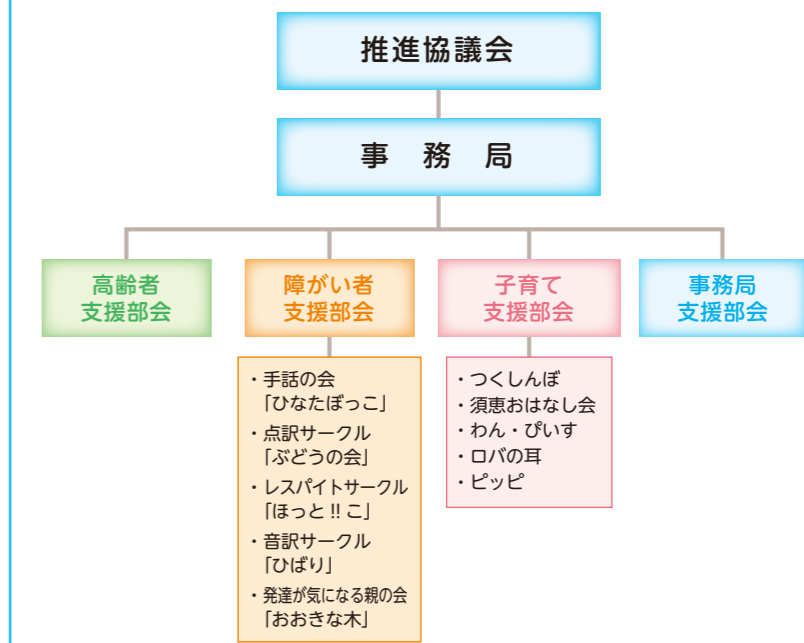 推進協議会
事 務 局
高齢者
支援部会
障がい者
支援部会
子育て
支援部会
事務局
支援部会
・手話の会
「ひなたぼっこ」
・点訳サークル
「ぶどうの会」
・レスパイトサークル
「ほっと!!こ」
・音訳サークル
「ひばり」
・発達が気になる親の会
「おおきな木」
・つくしんぼ
・須恵おはなし会
・わん・ぴいす
・ロバの耳
・ピッピ